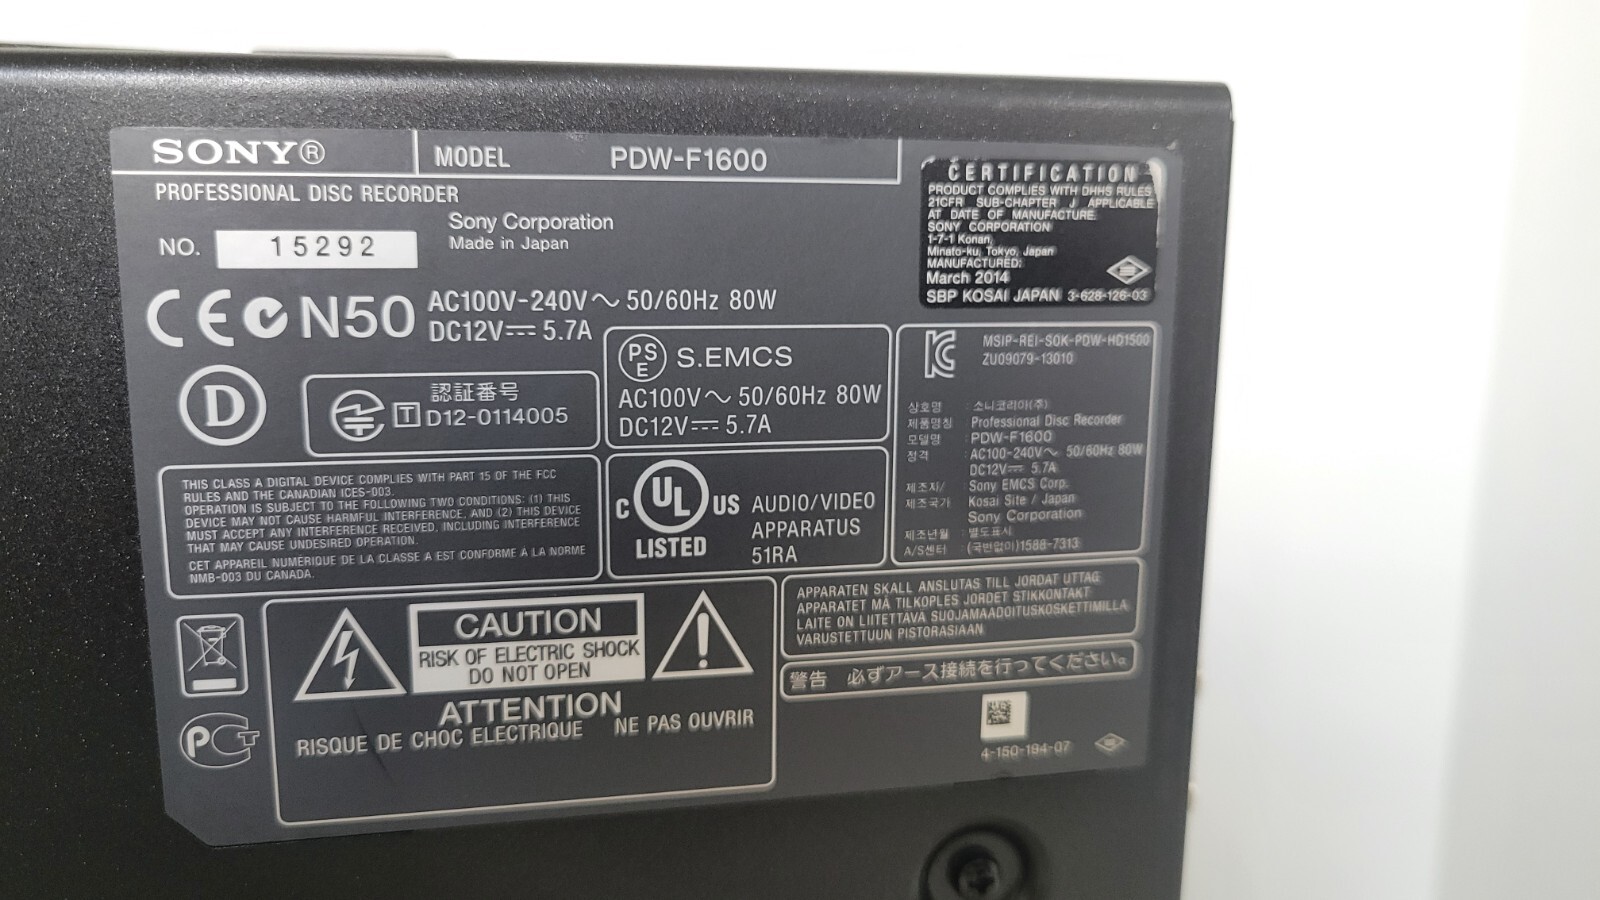 SONY®
MODEL PDW-F1600
PROFESSIONAL DISC RECORDER
Sony Corporation
Made in Japan
NO. 15292
CE N50
AC100V-240V～ 50/60Hz 80W
DC12V⎓ 5.7A
D
認証番号
T D12-0114005
PSE S.EMCS
AC100V～ 50/60Hz 80W
DC12V⎓ 5.7A
THIS CLASS A DIGITAL DEVICE COMPLIES WITH PART 15 OF THE FCC
RULES AND THE CANADIAN ICES-003.
OPERATION IS SUBJECT TO THE FOLLOWING TWO CONDITIONS: (1) THIS
DEVICE MAY NOT CAUSE HARMFUL INTERFERENCE, AND (2) THIS DEVICE
MUST ACCEPT ANY INTERFERENCE RECEIVED, INCLUDING INTERFERENCE
THAT MAY CAUSE UNDESIRED OPERATION.
CET APPAREIL NUMÉRIQUE DE LA CLASSE A EST CONFORME A LA NORME
NMB-003 DU CANADA.
C UL US
LISTED
AUDIO/VIDEO
APPARATUS
51RA
CAUTION
RISK OF ELECTRIC SHOCK
DO NOT OPEN
ATTENTION
RISQUE DE CHOC ELECTRIQUE NE PAS OUVRIR
CERTIFICATION
PRODUCT COMPLIES WITH DHHS RULES
21CFR SUB-CHAPTER J APPLICABLE
AT DATE OF MANUFACTURE.
SONY CORPORATION
1-7-1 Konan,
Minato-ku, Tokyo, Japan
MANUFACTURED:
March 2014
SBP KOSAI JAPAN 3-628-126-03
MSIP-REI-SOK-PDW-HD1500
ZU09079-13010
상호명 : 소니코리아(주)
제품명칭 : Professional Disc Recorder
모델명 : PDW-F1600
정격 : AC100-240V～ 50/60Hz 80W
DC12V⎓ 5.7A
제조자/ Sony EMCS Corp.
제조국가 Kosai Site / Japan
Sony Corporation
제조년월 : 별도표시
A/S센터 : (국번없이)1588-7313
APPARATEN SKALL ANSLUTAS TILL JORDAT UTTAG
APPARATET MÅ TILKOPLES JORDET STIKKONTAKT
LAITE ON LIITETTÄVÄ SUOJAMAADOITUSKOSKETTIMILLA
VARUSTETTUUN PISTORASIAAN
警告 必ずアース接続を行ってください。
4-150-194-07